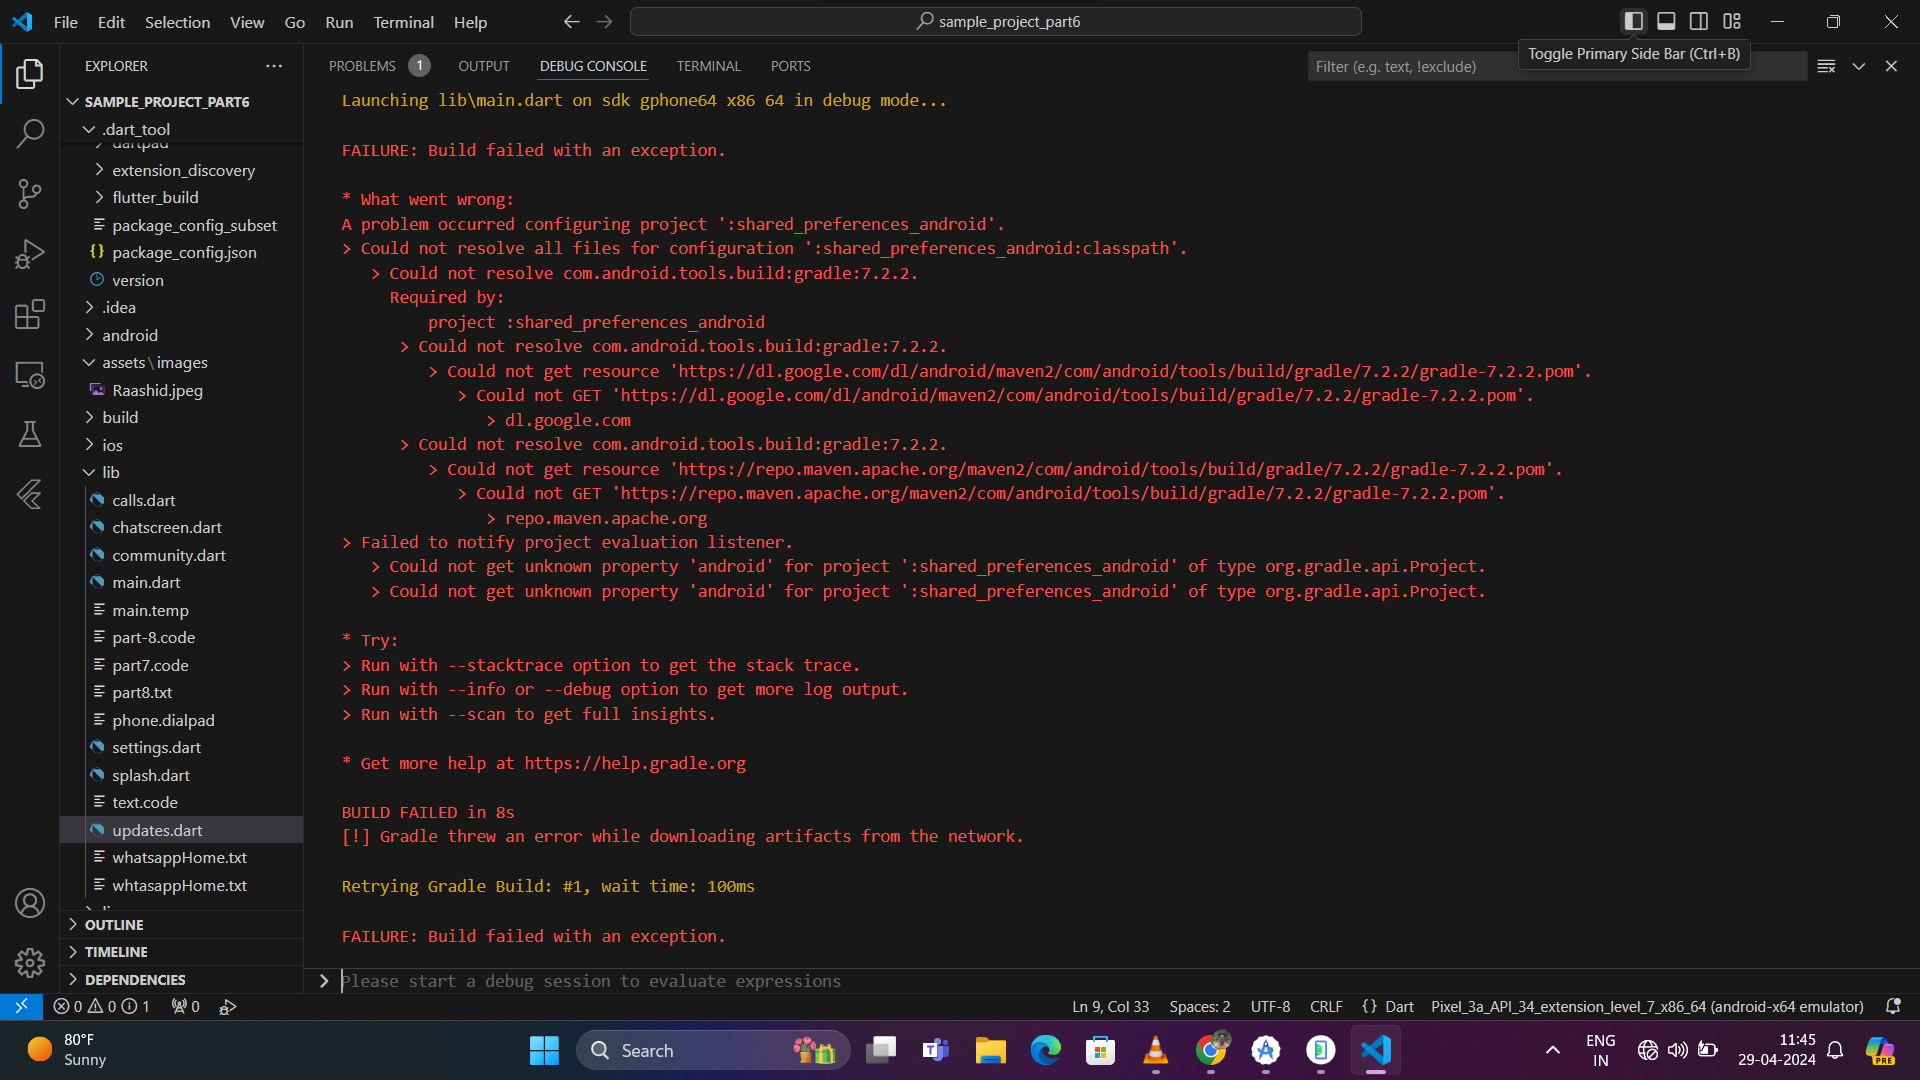 File Edit Selection View Go Run Terminal Help
sample_project_part6
Toggle Primary Side Bar (Ctrl+B)
EXPLORER
SAMPLE_PROJECT_PART6
.dart_tool
dartpad
extension_discovery
flutter_build
package_config_subset
package_config.json
version
.idea
android
assets\images
Raashid.jpeg
build
ios
lib
calls.dart
chatscreen.dart
community.dart
main.dart
main.temp
part-8.code
part7.code
part8.txt
phone.dialpad
settings.dart
splash.dart
text.code
updates.dart
whatsappHome.txt
whtasappHome.txt
OUTLINE
TIMELINE
DEPENDENCIES
PROBLEMS 1 OUTPUT DEBUG CONSOLE TERMINAL PORTS
Filter (e.g. text, !exclude)
Launching lib\main.dart on sdk gphone64 x86 64 in debug mode...
FAILURE: Build failed with an exception.
* What went wrong:
A problem occurred configuring project ':shared_preferences_android'.
> Could not resolve all files for configuration ':shared_preferences_android:classpath'.
> Could not resolve com.android.tools.build:gradle:7.2.2.
Required by:
project :shared_preferences_android
> Could not resolve com.android.tools.build:gradle:7.2.2.
> Could not get resource 'https://dl.google.com/dl/android/maven2/com/android/tools/build/gradle/7.2.2/gradle-7.2.2.pom'.
> Could not GET 'https://dl.google.com/dl/android/maven2/com/android/tools/build/gradle/7.2.2/gradle-7.2.2.pom'.
> dl.google.com
> Could not resolve com.android.tools.build:gradle:7.2.2.
> Could not get resource 'https://repo.maven.apache.org/maven2/com/android/tools/build/gradle/7.2.2/gradle-7.2.2.pom'.
> Could not GET 'https://repo.maven.apache.org/maven2/com/android/tools/build/gradle/7.2.2/gradle-7.2.2.pom'.
> repo.maven.apache.org
> Failed to notify project evaluation listener.
> Could not get unknown property 'android' for project ':shared_preferences_android' of type org.gradle.api.Project.
> Could not get unknown property 'android' for project ':shared_preferences_android' of type org.gradle.api.Project.
* Try:
> Run with --stacktrace option to get the stack trace.
> Run with --info or --debug option to get more log output.
> Run with --scan to get full insights.
* Get more help at https://help.gradle.org
BUILD FAILED in 8s
[!] Gradle threw an error while downloading artifacts from the network.
Retrying Gradle Build: #1, wait time: 100ms
FAILURE: Build failed with an exception.
Please start a debug session to evaluate expressions
0 0 1 0 Ln 9, Col 33 Spaces: 2 UTF-8 CRLF {} Dart Pixel_3a_API_34_extension_level_7_x86_64 (android-x64 emulator)
80°F
Sunny
Search
ENG
IN
11:45
29-04-2024
PRE